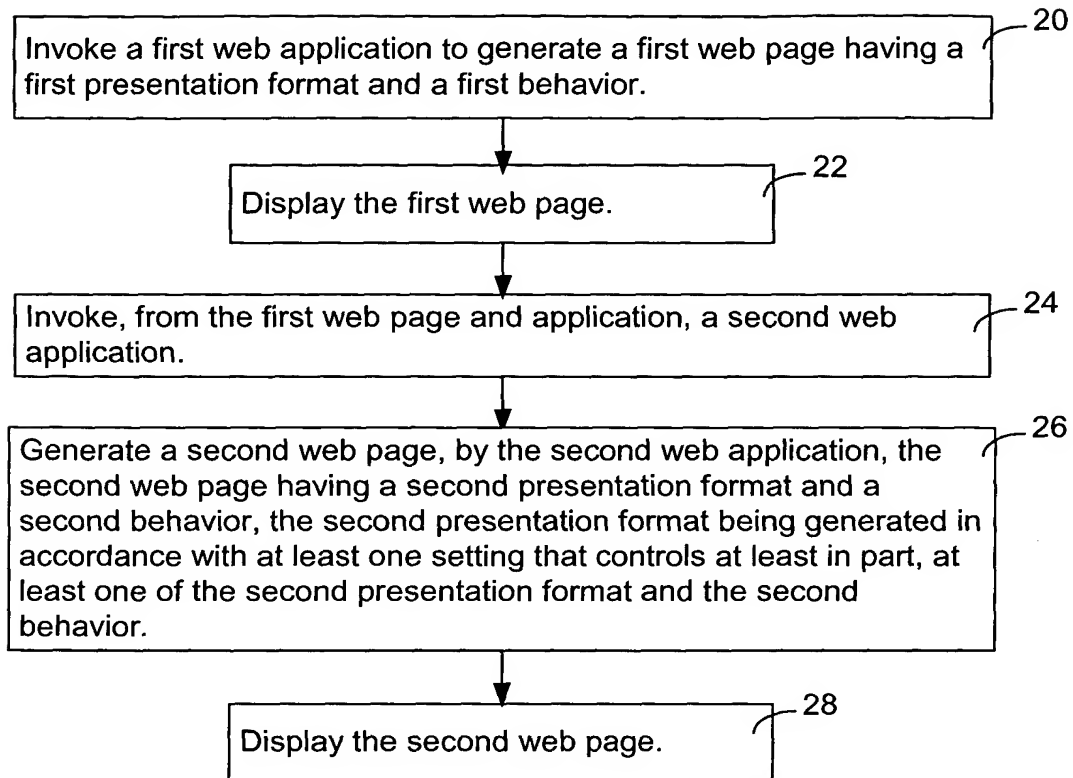 20
Invoke a first web application to generate a first web page having a
first presentation format and a first behavior.
22
Display the first web page.
24
Invoke, from the first web page and application, a second web
application.
26
Generate a second web page, by the second web application, the
second web page having a second presentation format and a
second behavior, the second presentation format being generated in
accordance with at least one setting that controls at least in part, at
least one of the second presentation format and the second
behavior.
28
Display the second web page.